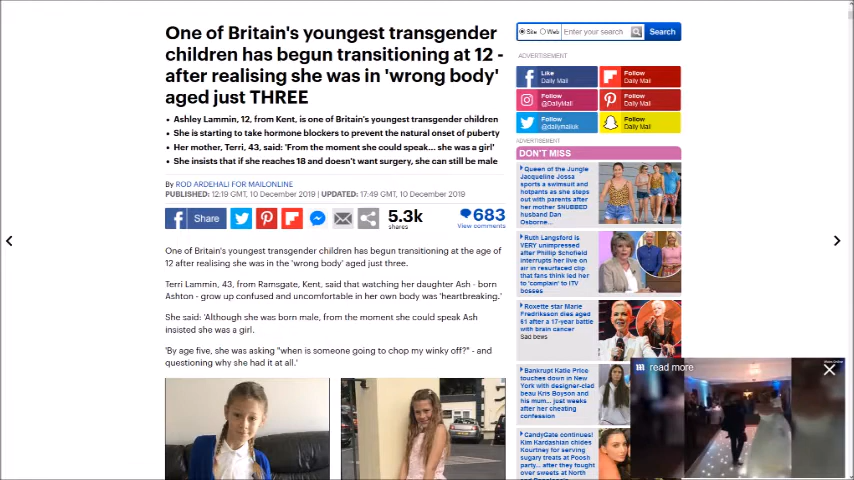 One of Britain's youngest transgender
children has begun transitioning at 12 -
after realising she was in 'wrong body'
aged just THREE
• Ashley Lammin, 12, from Kent, is one of Britain's youngest transgender children
• She is starting to take hormone blockers to prevent the natural onset of puberty
• Her mother, Terri, 43, said: 'From the moment she could speak... she was a girl'
• She insists that if she reaches 18 and doesn't want surgery, she can still be male
By ROD ARDEHALI FOR MAILONLINE
PUBLISHED: 12:19 GMT, 10 December 2019 | UPDATED: 17:49 GMT, 10 December 2019
Share
5.3k
shares
683
View comments
One of Britain's youngest transgender children has begun transitioning at the age of
12 after realising she was in the 'wrong body' aged just three.
Terri Lammin, 43, from Ramsgate, Kent, said that watching her daughter Ash - born
Ashton - grow up confused and uncomfortable in her own body was 'heartbreaking.'
She said: 'Although she was born male, from the moment she could speak Ash
insisted she was a girl.
'By age five, she was asking "when is someone going to chop my winky off?" - and
questioning why she had it at all.'
Site Web Enter your search Search
ADVERTISEMENT
Like
Daily Mail
Follow
Daily Mail
Follow
@DailyMail
Follow
Daily Mail
Follow
@dailymailuk
Follow
Daily Mail
ADVERTISEMENT
DON'T MISS
Queen of the Jungle
Jacqueline Jossa
sports a swimsuit and
hotpants as she steps
out with parents after
her mother SNUBBED
husband Dan
Osborne...
Ruth Langsford is
VERY unimpressed
after Phillip Schofield
interrupts her live on
air in resurfaced clip
that fans think led her
to 'complain' to ITV
bosses
Roxette star Marie
Fredriksson dies aged
61 after a 17-year battle
with brain cancer
Sad news
Bankrupt Katie Price
touches down in New
York with designer-clad
beau Kris Boyson and
his mum... just weeks
after her cheating
confession
CandyGate continues!
Kim Kardashian chides
Kourtney for serving
sugary treats at Poosh
party... after they fought
over sweets at North
read more